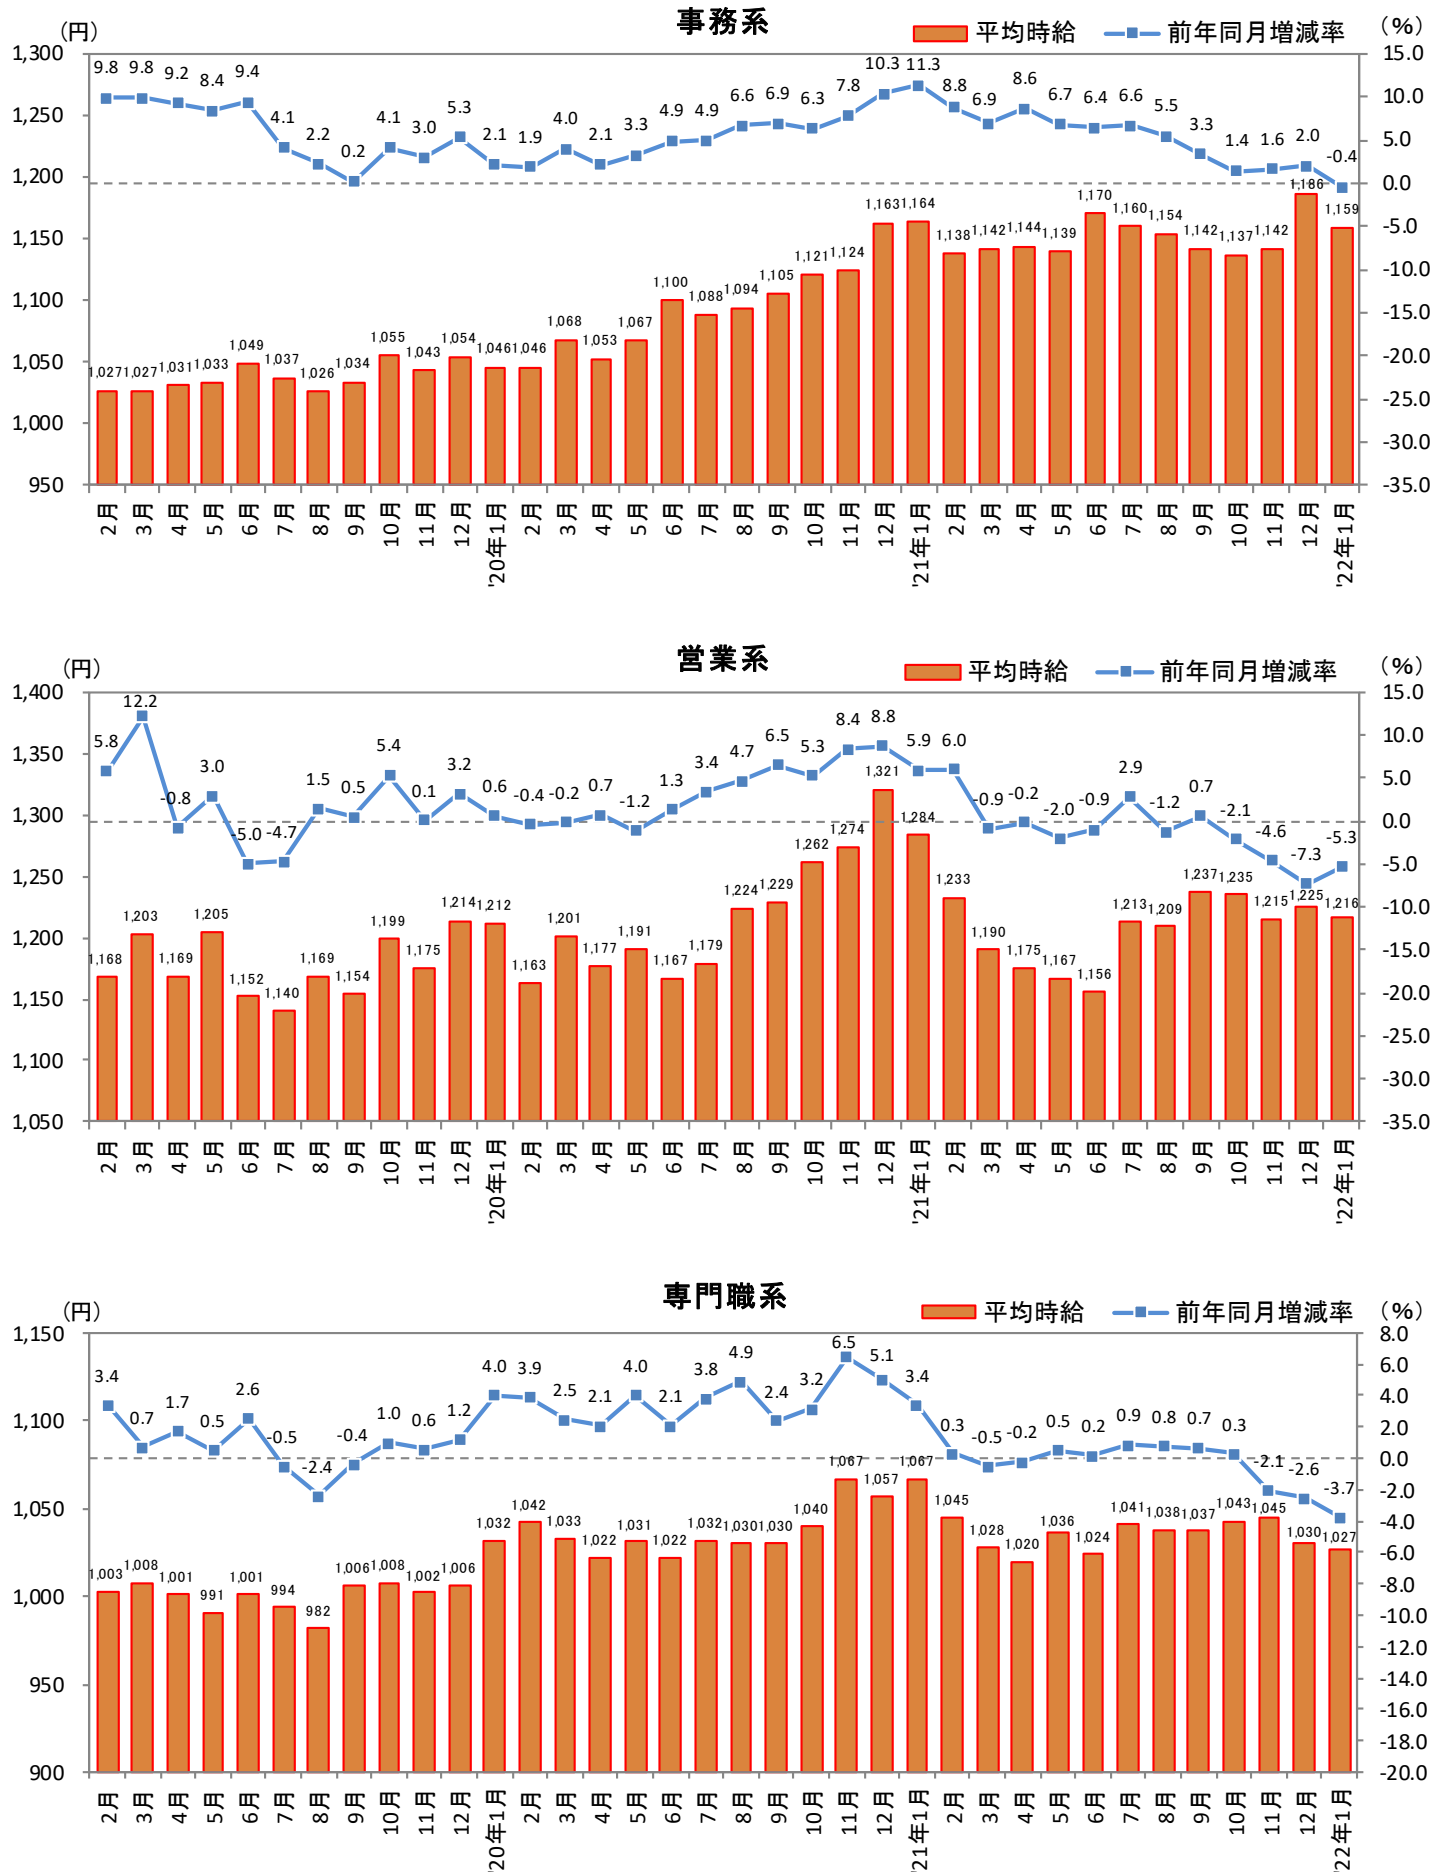 事務系
(円)
平均時給 前年同月増減率
(%)
1,300 1,250 1,200 1,150 1,100 1,050 1,000 950
15.0 10.0 5.0 0.0 -5.0 -10.0 -15.0 -20.0 -25.0 -30.0 -35.0
9.8 9.8 9.2 8.4 9.4 4.1 2.2 0.2 4.1 3.0 5.3 2.1 1.9 4.0 2.1 3.3 4.9 4.9 6.6 6.9 6.3 7.8 10.3 11.3 8.8 6.9 8.6 6.7 6.4 6.6 5.5 3.3 1.4 1.6 2.0 -0.4
1,027 1,027 1,031 1,033 1,049 1,037 1,026 1,034 1,055 1,043 1,054 1,046 1,046 1,068 1,053 1,067 1,100 1,088 1,094 1,105 1,121 1,124 1,163 1,164 1,138 1,142 1,144 1,139 1,170 1,160 1,154 1,142 1,137 1,142 1,186 1,159
2月 3月 4月 5月 6月 7月 8月 9月 10月 11月 12月 '20年1月 2月 3月 4月 5月 6月 7月 8月 9月 10月 11月 12月 '21年1月 2月 3月 4月 5月 6月 7月 8月 9月 10月 11月 12月 '22年1月
営業系
(円)
平均時給 前年同月増減率
(%)
1,400 1,350 1,300 1,250 1,200 1,150 1,100 1,050
15.0 10.0 5.0 0.0 -5.0 -10.0 -15.0 -20.0 -25.0 -30.0 -35.0
5.8 12.2 -0.8 3.0 -5.0 -4.7 1.5 0.5 5.4 0.1 3.2 0.6 -0.4 -0.2 0.7 -1.2 1.3 3.4 4.7 6.5 5.3 8.4 8.8 5.9 6.0 -0.9 -0.2 -2.0 -0.9 2.9 -1.2 0.7 -2.1 -4.6 -7.3 -5.3
1,168 1,203 1,169 1,205 1,152 1,140 1,169 1,154 1,199 1,175 1,214 1,212 1,163 1,201 1,177 1,191 1,167 1,179 1,224 1,229 1,262 1,274 1,321 1,284 1,233 1,190 1,175 1,167 1,156 1,213 1,209 1,237 1,235 1,215 1,225 1,216
2月 3月 4月 5月 6月 7月 8月 9月 10月 11月 12月 '20年1月 2月 3月 4月 5月 6月 7月 8月 9月 10月 11月 12月 '21年1月 2月 3月 4月 5月 6月 7月 8月 9月 10月 11月 12月 '22年1月
専門職系
(円)
平均時給 前年同月増減率
(%)
1,150 1,100 1,050 1,000 950 900
8.0 6.0 4.0 2.0 0.0 -2.0 -4.0 -6.0 -8.0 -10.0 -12.0 -14.0 -16.0 -18.0 -20.0
3.4 0.7 1.7 0.5 2.6 -0.5 -2.4 -0.4 1.0 0.6 1.2 4.0 3.9 2.5 2.1 4.0 2.1 3.8 4.9 2.4 3.2 6.5 5.1 3.4 0.3 -0.5 -0.2 0.5 0.2 0.9 0.8 0.7 0.3 -2.1 -2.6 -3.7
1,003 1,008 1,001 991 1,001 994 982 1,006 1,008 1,002 1,006 1,032 1,042 1,033 1,022 1,031 1,022 1,032 1,030 1,030 1,040 1,067 1,057 1,067 1,045 1,028 1,020 1,036 1,024 1,041 1,038 1,037 1,043 1,045 1,030 1,027
2月 3月 4月 5月 6月 7月 8月 9月 10月 11月 12月 '20年1月 2月 3月 4月 5月 6月 7月 8月 9月 10月 11月 12月 '21年1月 2月 3月 4月 5月 6月 7月 8月 9月 10月 11月 12月 '22年1月